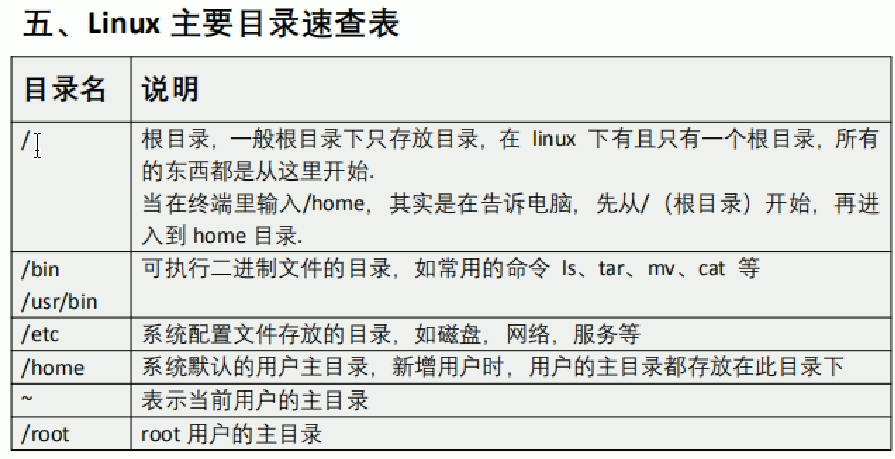 五、Linux 主要目录速查表
目录名 说明
/ 根目录，一般根目录下只存放目录，在 linux 下有且只有一个根目录，所有
的东西都是从这里开始.
当在终端里输入/home，其实是在告诉电脑，先从/（根目录）开始，再进
入到 home 目录.
/bin 可执行二进制文件的目录，如常用的命令 ls、tar、mv、cat 等
/usr/bin
/etc 系统配置文件存放的目录，如磁盘，网络，服务等
/home 系统默认的用户主目录，新增用户时，用户的主目录都存放在此目录下
~ 表示当前用户的主目录
/root root 用户的主目录